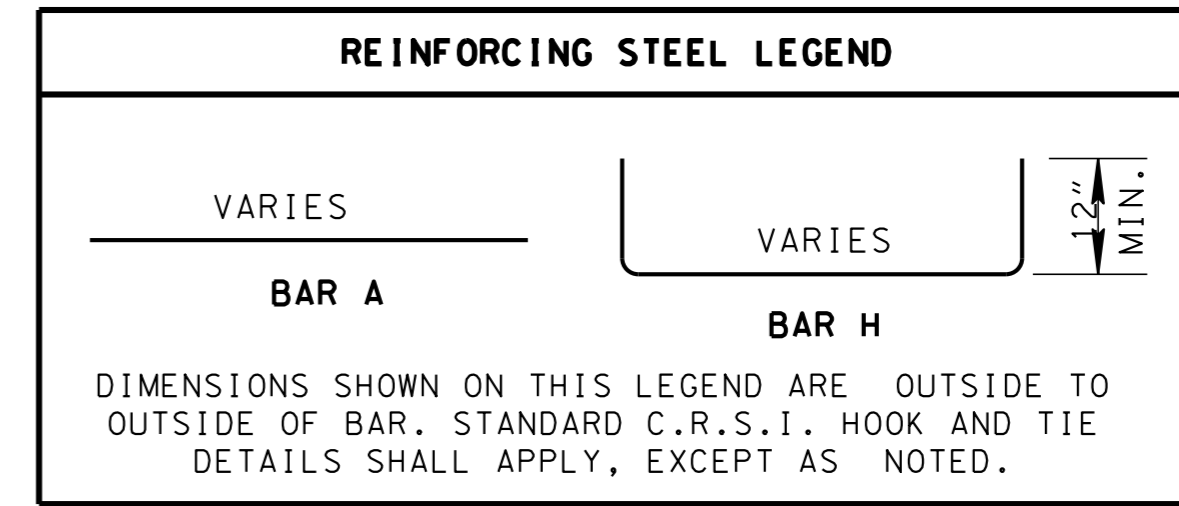 REINFORCING STEEL LEGEND
VARIES
BAR A
VARIES
BAR H
12"
MIN.
DIMENSIONS SHOWN ON THIS LEGEND ARE OUTSIDE TO
OUTSIDE OF BAR. STANDARD C.R.S.I. HOOK AND TIE
DETAILS SHALL APPLY, EXCEPT AS NOTED.